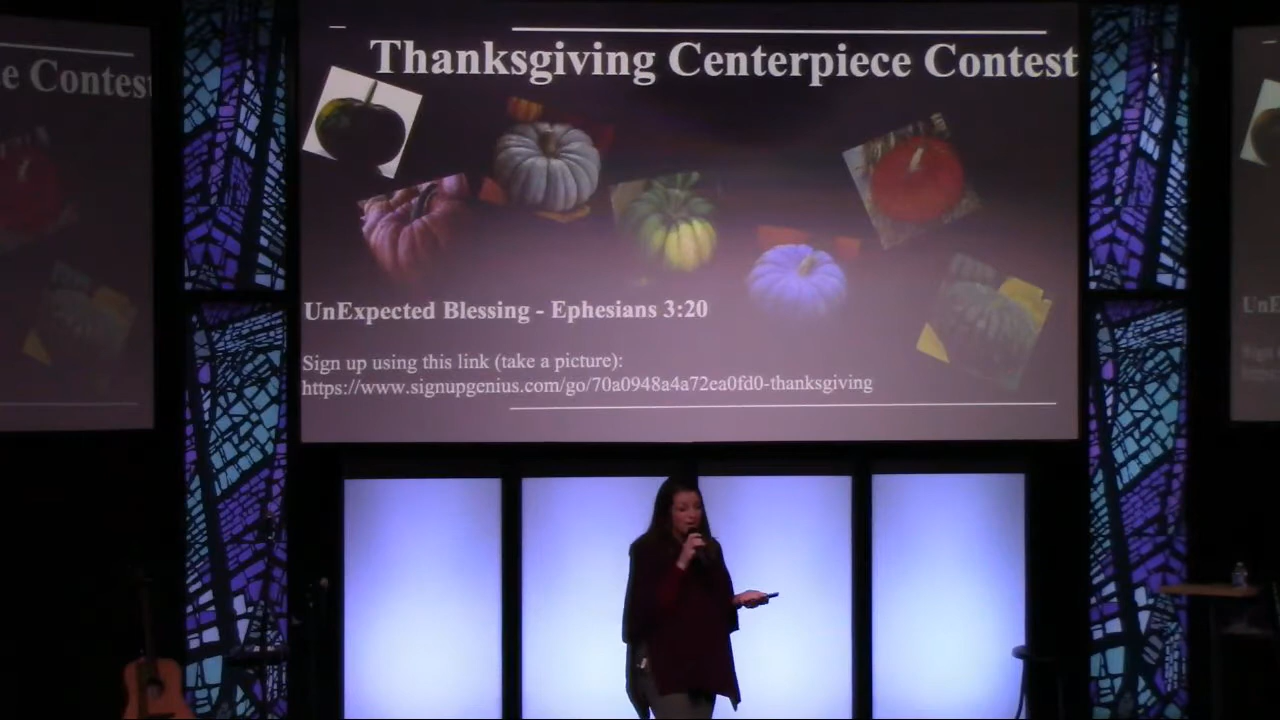 Thanksgiving Centerpiece Contest
e Contest
UnExpected Blessing - Ephesians 3:20
Sign up using this link (take a picture):
https://www.signupgenius.com/go/70a0948a4a72ea0fd0-thanksgiving